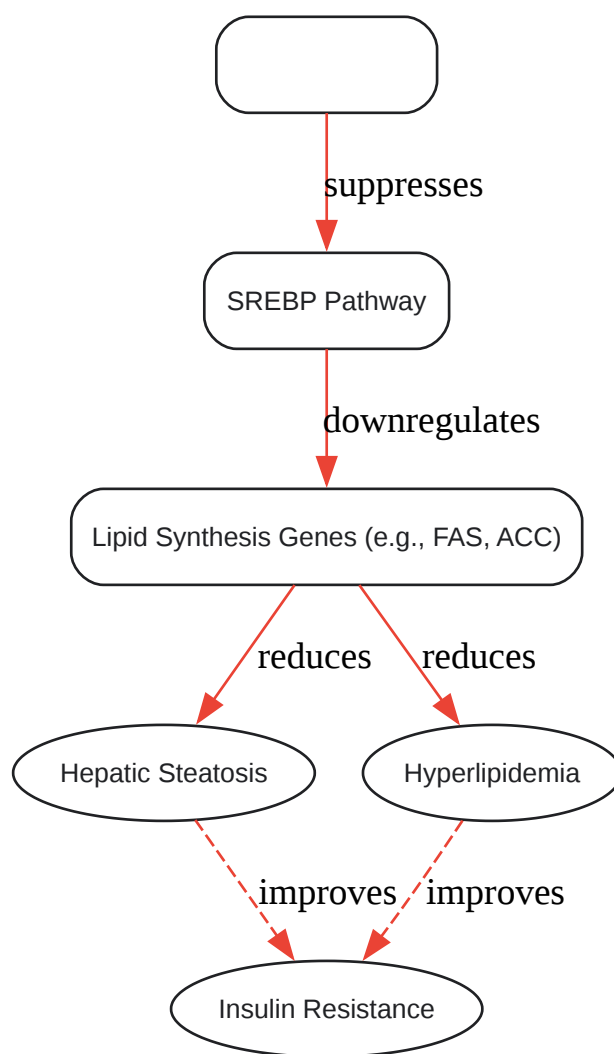 suppresses
SREBP Pathway
downregulates
Lipid Synthesis Genes (e.g., FAS, ACC)
reduces
reduces
Hepatic Steatosis
Hyperlipidemia
improves
improves
Insulin Resistance